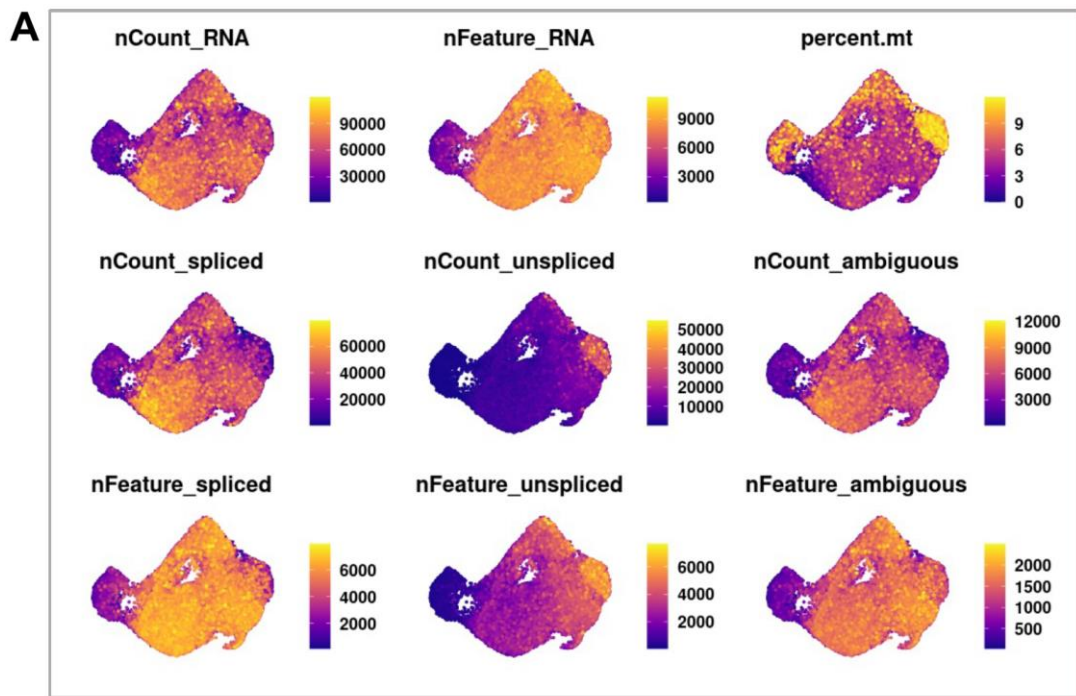 A
nCount_RNA nFeature_RNA percent.mt
90000 9000 9
60000 6000 6
30000 3000 3
0
nCount_spliced nCount_unspliced nCount_ambiguous
60000 50000 12000
40000 40000 9000
20000 30000 6000
20000 3000
10000
nFeature_spliced nFeature_unspliced nFeature_ambiguous
6000 6000 2000
4000 4000 1500
2000 2000 1000
500